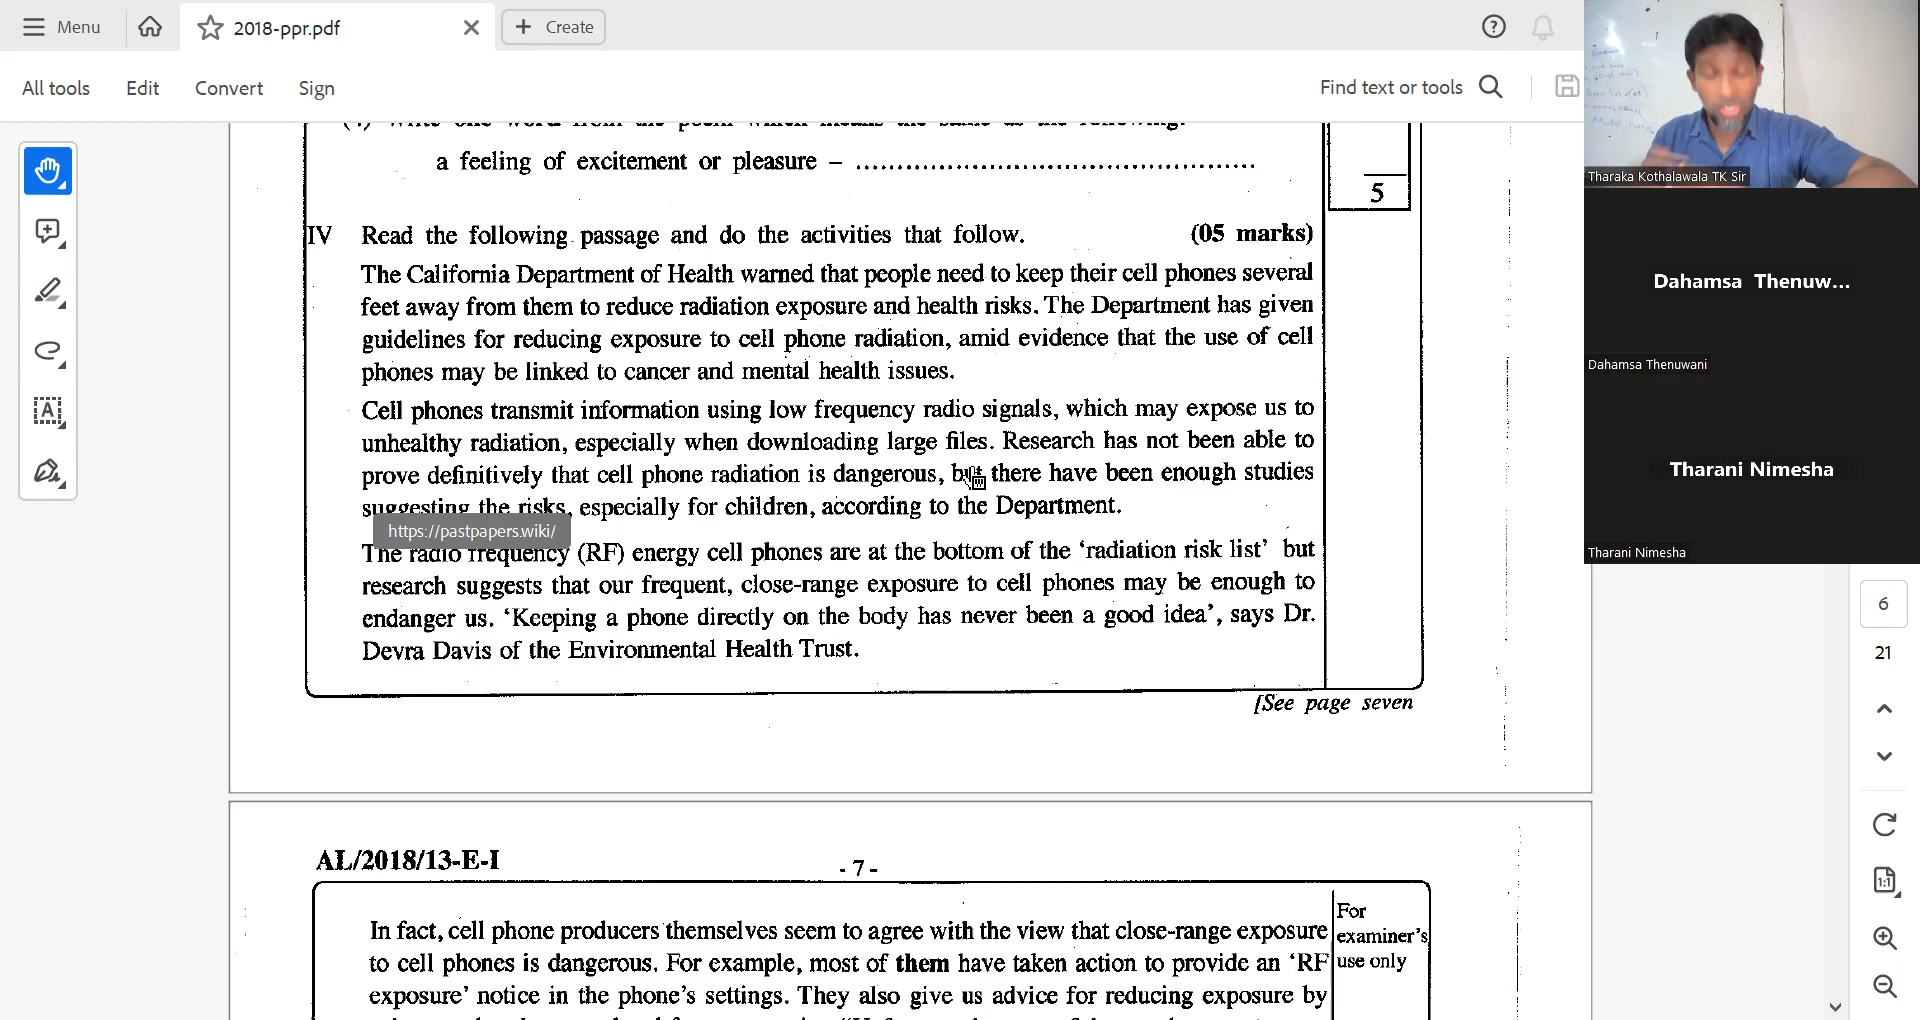 Menu
2018-ppr.pdf
Create
All tools
Edit
Convert
Sign
Find text or tools
a feeling of excitement or pleasure – ..........................................
5
IV Read the following passage and do the activities that follow. (05 marks)
The California Department of Health warned that people need to keep their cell phones several
feet away from them to reduce radiation exposure and health risks. The Department has given
guidelines for reducing exposure to cell phone radiation, amid evidence that the use of cell
phones may be linked to cancer and mental health issues.
Cell phones transmit information using low frequency radio signals, which may expose us to
unhealthy radiation, especially when downloading large files. Research has not been able to
prove definitively that cell phone radiation is dangerous, but there have been enough studies
suggesting the risks, especially for children, according to the Department.
https://pastpapers.wiki/
The radio frequency (RF) energy cell phones are at the bottom of the ‘radiation risk list’ but
research suggests that our frequent, close-range exposure to cell phones may be enough to
endanger us. ‘Keeping a phone directly on the body has never been a good idea’, says Dr.
Devra Davis of the Environmental Health Trust.
[See page seven
AL/2018/13-E-I
- 7 -
In fact, cell phone producers themselves seem to agree with the view that close-range exposure
to cell phones is dangerous. For example, most of them have taken action to provide an ‘RF
exposure’ notice in the phone’s settings. They also give us advice for reducing exposure by
For
examiner’s
use only
Tharaka Kothalawala TK Sir
Dahamsa Thenuw...
Dahamsa Thenuwani
Tharani Nimesha
Tharani Nimesha
6
21
1:1